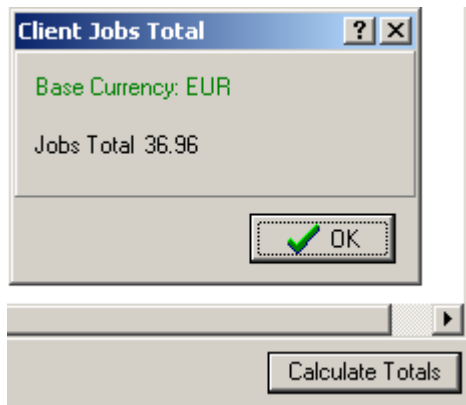 Client Jobs Total
Base Currency: EUR
Jobs Total 36.96
OK
Calculate Totals